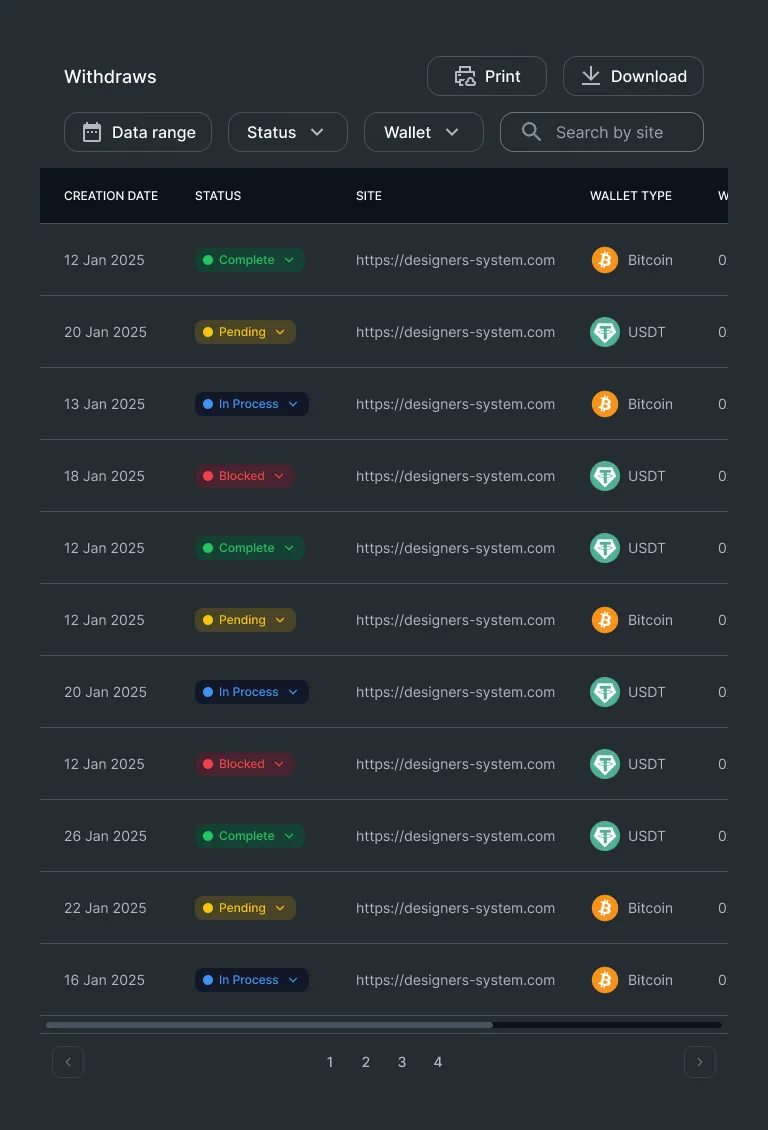 Withdraws Print Download
Data range Status Wallet Search by site
CREATION DATE STATUS SITE WALLET TYPE W
12 Jan 2025 Complete https://designers-system.com Bitcoin 0
20 Jan 2025 Pending https://designers-system.com USDT 0
13 Jan 2025 In Process https://designers-system.com Bitcoin 0
18 Jan 2025 Blocked https://designers-system.com USDT 0
12 Jan 2025 Complete https://designers-system.com USDT 0
12 Jan 2025 Pending https://designers-system.com Bitcoin 0
20 Jan 2025 In Process https://designers-system.com USDT 0
12 Jan 2025 Blocked https://designers-system.com USDT 0
26 Jan 2025 Complete https://designers-system.com USDT 0
22 Jan 2025 Pending https://designers-system.com Bitcoin 0
16 Jan 2025 In Process https://designers-system.com Bitcoin 0
1 2 3 4